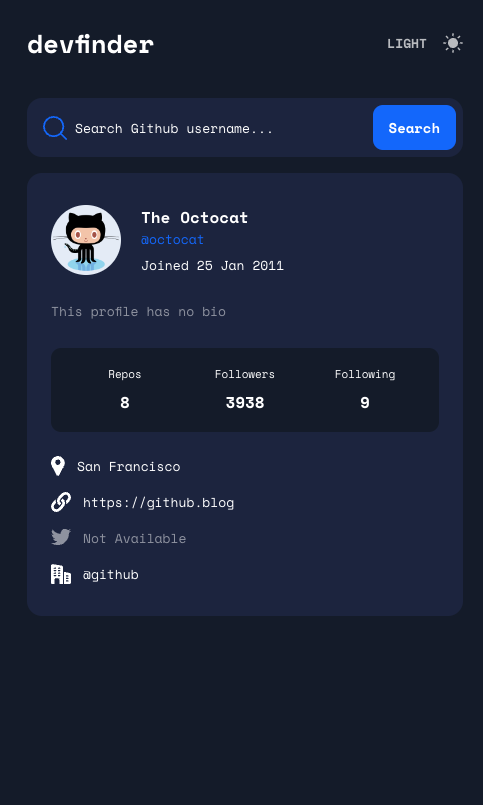 devfinder
LIGHT
Search Github username...
Search
The Octocat
@octocat
Joined 25 Jan 2011
This profile has no bio
Repos Followers Following
8 3938 9
San Francisco
https://github.blog
Not Available
@github